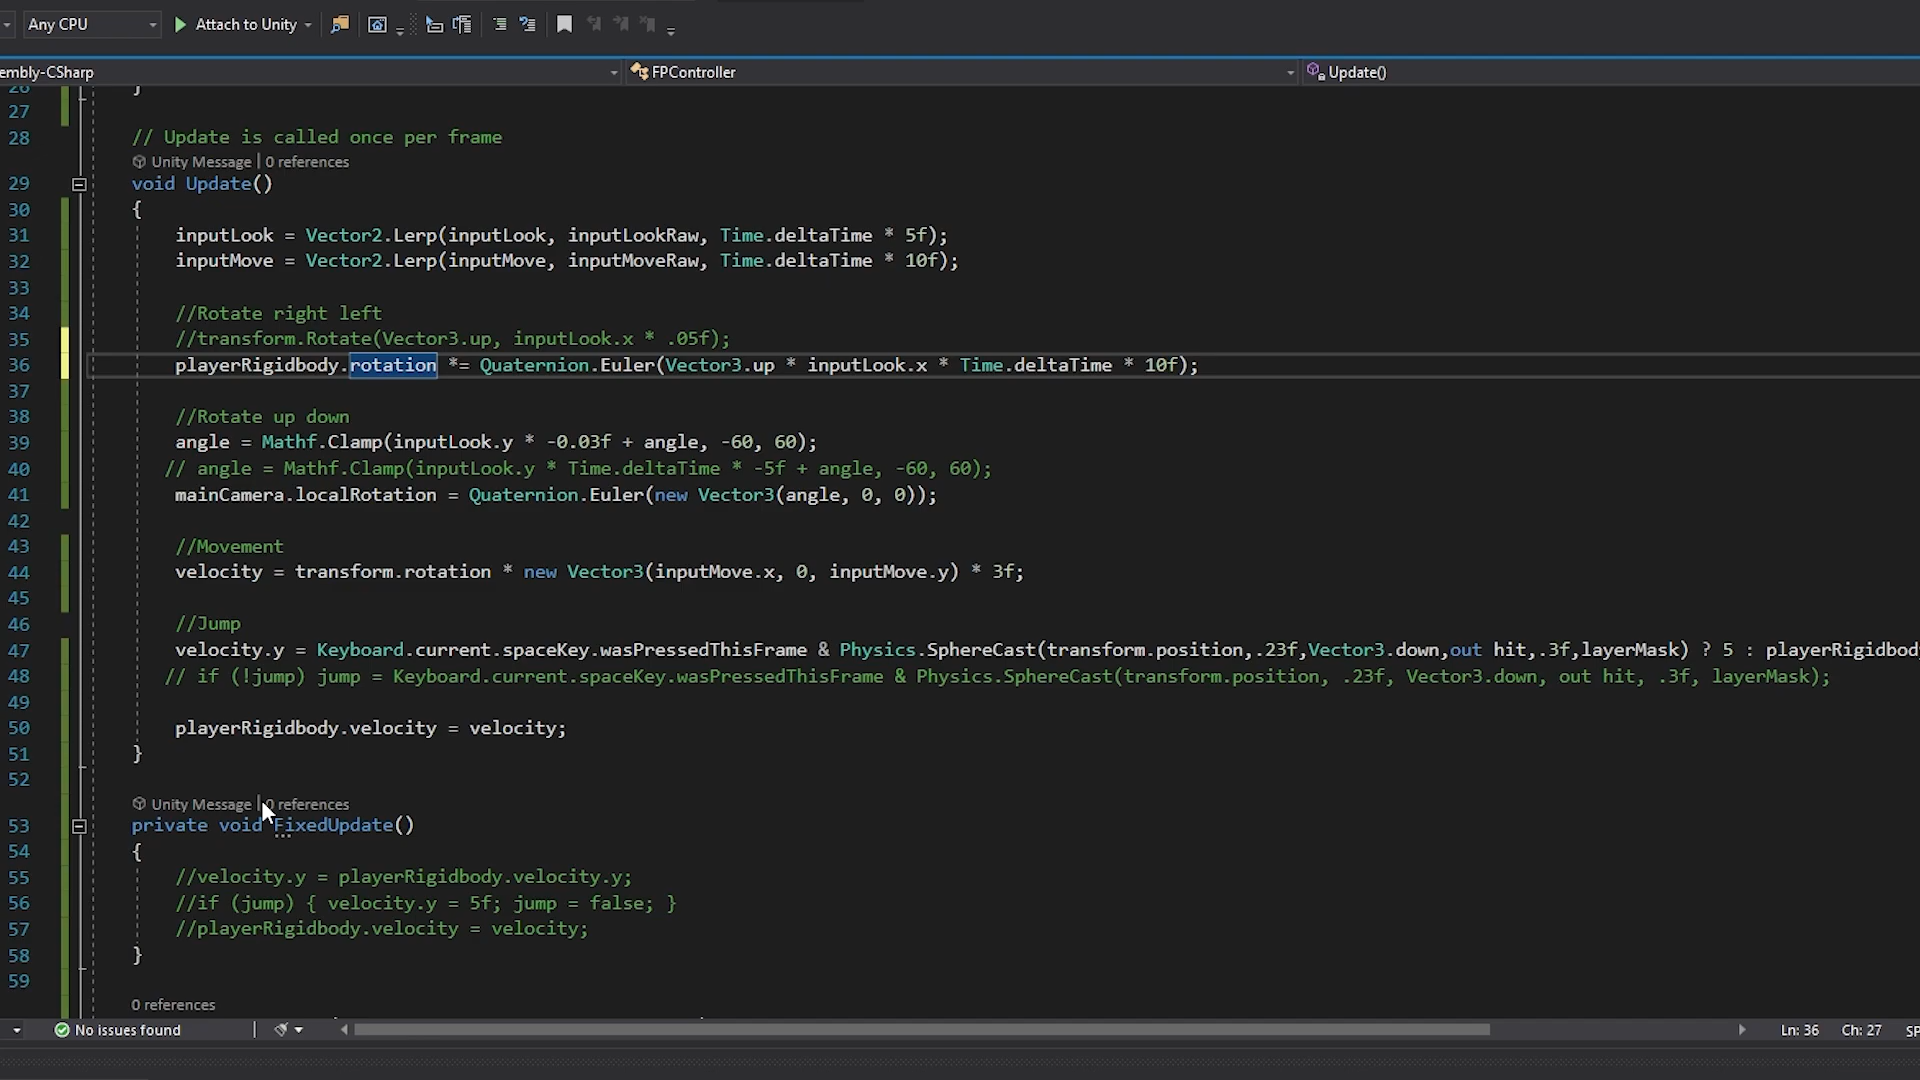 Any CPU
Attach to Unity
embly-CSharp
FPController
Update()
26 }
27
28 // Update is called once per frame
Unity Message | 0 references
29 void Update()
30 {
31 inputLook = Vector2.Lerp(inputLook, inputLookRaw, Time.deltaTime * 5f);
32 inputMove = Vector2.Lerp(inputMove, inputMoveRaw, Time.deltaTime * 10f);
33
34 //Rotate right left
35 //transform.Rotate(Vector3.up, inputLook.x * .05f);
36 playerRigidbody.rotation *= Quaternion.Euler(Vector3.up * inputLook.x * Time.deltaTime * 10f);
37
38 //Rotate up down
39 angle = Mathf.Clamp(inputLook.y * -0.03f + angle, -60, 60);
40 // angle = Mathf.Clamp(inputLook.y * Time.deltaTime * -5f + angle, -60, 60);
41 mainCamera.localRotation = Quaternion.Euler(new Vector3(angle, 0, 0));
42
43 //Movement
44 velocity = transform.rotation * new Vector3(inputMove.x, 0, inputMove.y) * 3f;
45
46 //Jump
47 velocity.y = Keyboard.current.spaceKey.wasPressedThisFrame & Physics.SphereCast(transform.position,.23f,Vector3.down,out hit,.3f,layerMask) ? 5 : playerRigidbod
48 // if (!jump) jump = Keyboard.current.spaceKey.wasPressedThisFrame & Physics.SphereCast(transform.position, .23f, Vector3.down, out hit, .3f, layerMask);
49
50 playerRigidbody.velocity = velocity;
51 }
52
Unity Message | 0 references
53 private void FixedUpdate()
54 {
55 //velocity.y = playerRigidbody.velocity.y;
56 //if (jump) { velocity.y = 5f; jump = false; }
57 //playerRigidbody.velocity = velocity;
58 }
59
0 references
No issues found
Ln: 36 Ch: 27 SP